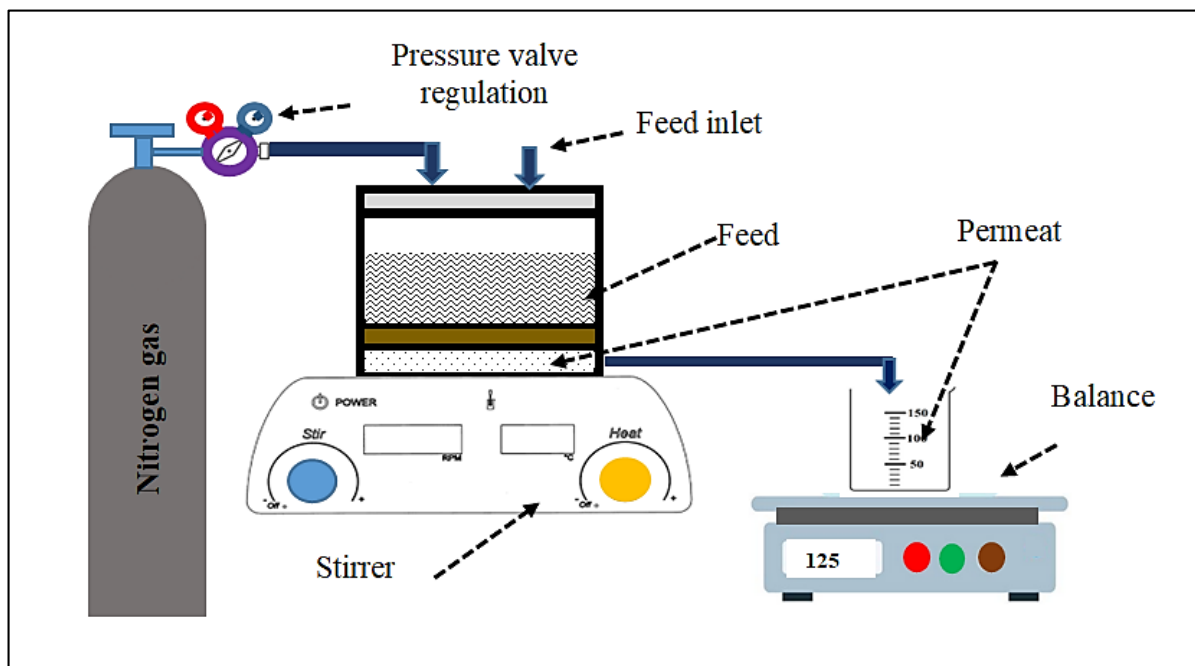 Pressure valve
regulation
Feed inlet
Feed
Permeat
Nitrogen gas
POWER
Stir
Heat
RPM
°C
- Off +
- Off +
150
100
50
Balance
125
Stirrer